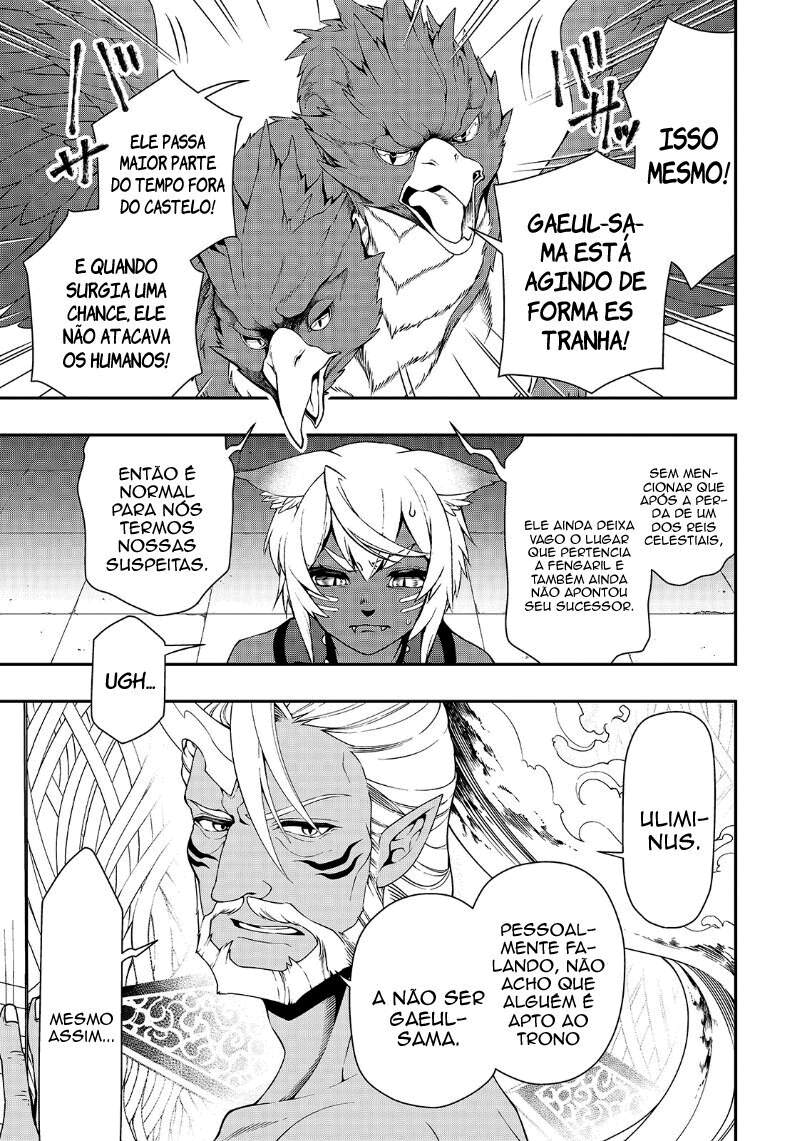 ISSO
MESMO!
GAEUL-SA-
MA ESTÁ
AGINDO DE
FORMA ES
TRANHA!
ELE PASSA
MAIOR PARTE
DO TEMPO FORA
DO CASTELO!
E QUANDO
SURGIA UMA
CHANCE, ELE
NÃO ATACAVA
OS HUMANOS!
SEM MEN-
CIONAR QUE
APÓS A PER-
DA DE UM
DOS REIS
CELESTIAIS,
ELE AINDA DEIXA
VAGO O LUGAR
QUE PERTENCIA
A FENGARIL E
TAMBÉM AINDA
NÃO APONTOU
SEU SUCESSOR.
ENTÃO É
NORMAL
PARA NÓS
TERMOS
NOSSAS
SUSPEITAS.
UGH...
ULIMI-
NUS.
PESSOAL-
MENTE FA-
LANDO, NÃO
ACHO QUE
ALGUÉM É
APTO AO
TRONO
A NÃO SER
GAEUL-
SAMA.
MESMO
ASSIM...